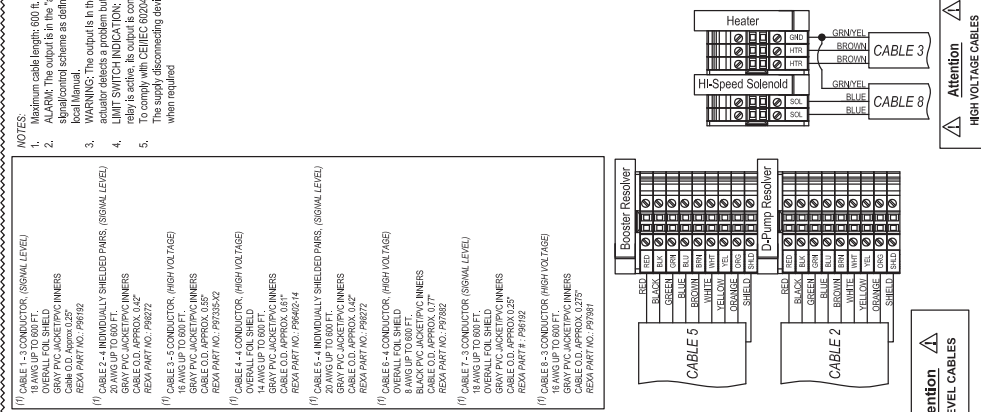 NOTES:
1. Maximum cable length: 600 ft.
2. ALARM: The output is in the "a
signal/control scheme as defin
local Manual.
3. WARNING: The output is in th
actuator detects a problem but
4. LIMIT SWITCH INDICATION:
relay is active, its output is con
5. To comply with CEI/IEC 60204
The supply disconnecting devi
when required
(1) CABLE 1 - 3 CONDUCTOR, (SIGNAL LEVEL)
18 AWG UP TO 600 FT.
OVERALL FOIL SHIELD
GRAY PVC JACKET/PVC INNERS
Cable O.D. Approx 0.25"
REXA PART NO.: P96192
(1) CABLE 2 - 4 INDIVIDUALLY SHIELDED PAIRS, (SIGNAL LEVEL)
20 AWG UP TO 600 FT.
GRAY PVC JACKET/PVC INNERS
CABLE O.D. APPROX. 0.42"
REXA PART NO.: P98272
(1) CABLE 3 - 5 CONDUCTOR, (HIGH VOLTAGE)
16 AWG UP TO 600 FT.
GRAY PVC JACKET/PVC INNERS
CABLE O.D. APPROX. 0.55"
REXA PART NO.: P97335-X2
(1) CABLE 4 - 4 CONDUCTOR, (HIGH VOLTAGE)
OVERALL FOIL SHIELD
14 AWG UP TO 600 FT.
GRAY PVC JACKET/PVC INNERS
CABLE O.D. APPROX. 0.61"
REXA PART NO.: P96402-14
(1) CABLE 5 - 4 INDIVIDUALLY SHIELDED PAIRS, (SIGNAL LEVEL)
20 AWG UP TO 600 FT.
GRAY PVC JACKET/PVC INNERS
CABLE O.D. APPROX. 0.42"
REXA PART NO.: P98272
(1) CABLE 6 - 4 CONDUCTOR, (HIGH VOLTAGE)
OVERALL FOIL SHIELD
8 AWG UP TO 600 FT.
BLACK PVC JACKET/PVC INNERS
CABLE O.D. APPROX. 0.77"
REXA PART NO.: P97882
(1) CABLE 7 - 3 CONDUCTOR, (SIGNAL LEVEL)
18 AWG UP TO 600 FT.
OVERALL FOIL SHIELD
GRAY PVC JACKET/PVC INNERS
CABLE O.D. APPROX 0.25"
REXA PART # : P96192
(1) CABLE 8 - 3 CONDUCTOR, (HIGH VOLTAGE)
16 AWG UP TO 600 FT.
GRAY PVC JACKET/PVC INNERS
CABLE O.D. APPROX. 0.275"
REXA PART NO.: P97981
Heater
GND
HTR
HTR
GRN/YEL
BROWN
BROWN
CABLE 3
HI-Speed Solenoid
SOL
SOL
GRN/YEL
BLUE
BLUE
CABLE 8
Attention
HIGH VOLTAGE CABLES
Booster Resolver
RED
BLK
GRN
BLU
BRN
WHT
YEL
ORG
SHLD
RED
BLACK
GREEN
BLUE
BROWN
WHITE
YELLOW
ORANGE
SHIELD
CABLE 5
D-Pump Resolver
RED
BLK
GRN
BLU
BRN
WHT
YEL
ORG
SHLD
RED
BLACK
GREEN
BLUE
BROWN
WHITE
YELLOW
ORANGE
SHIELD
CABLE 2
ention
EVEL CABLES